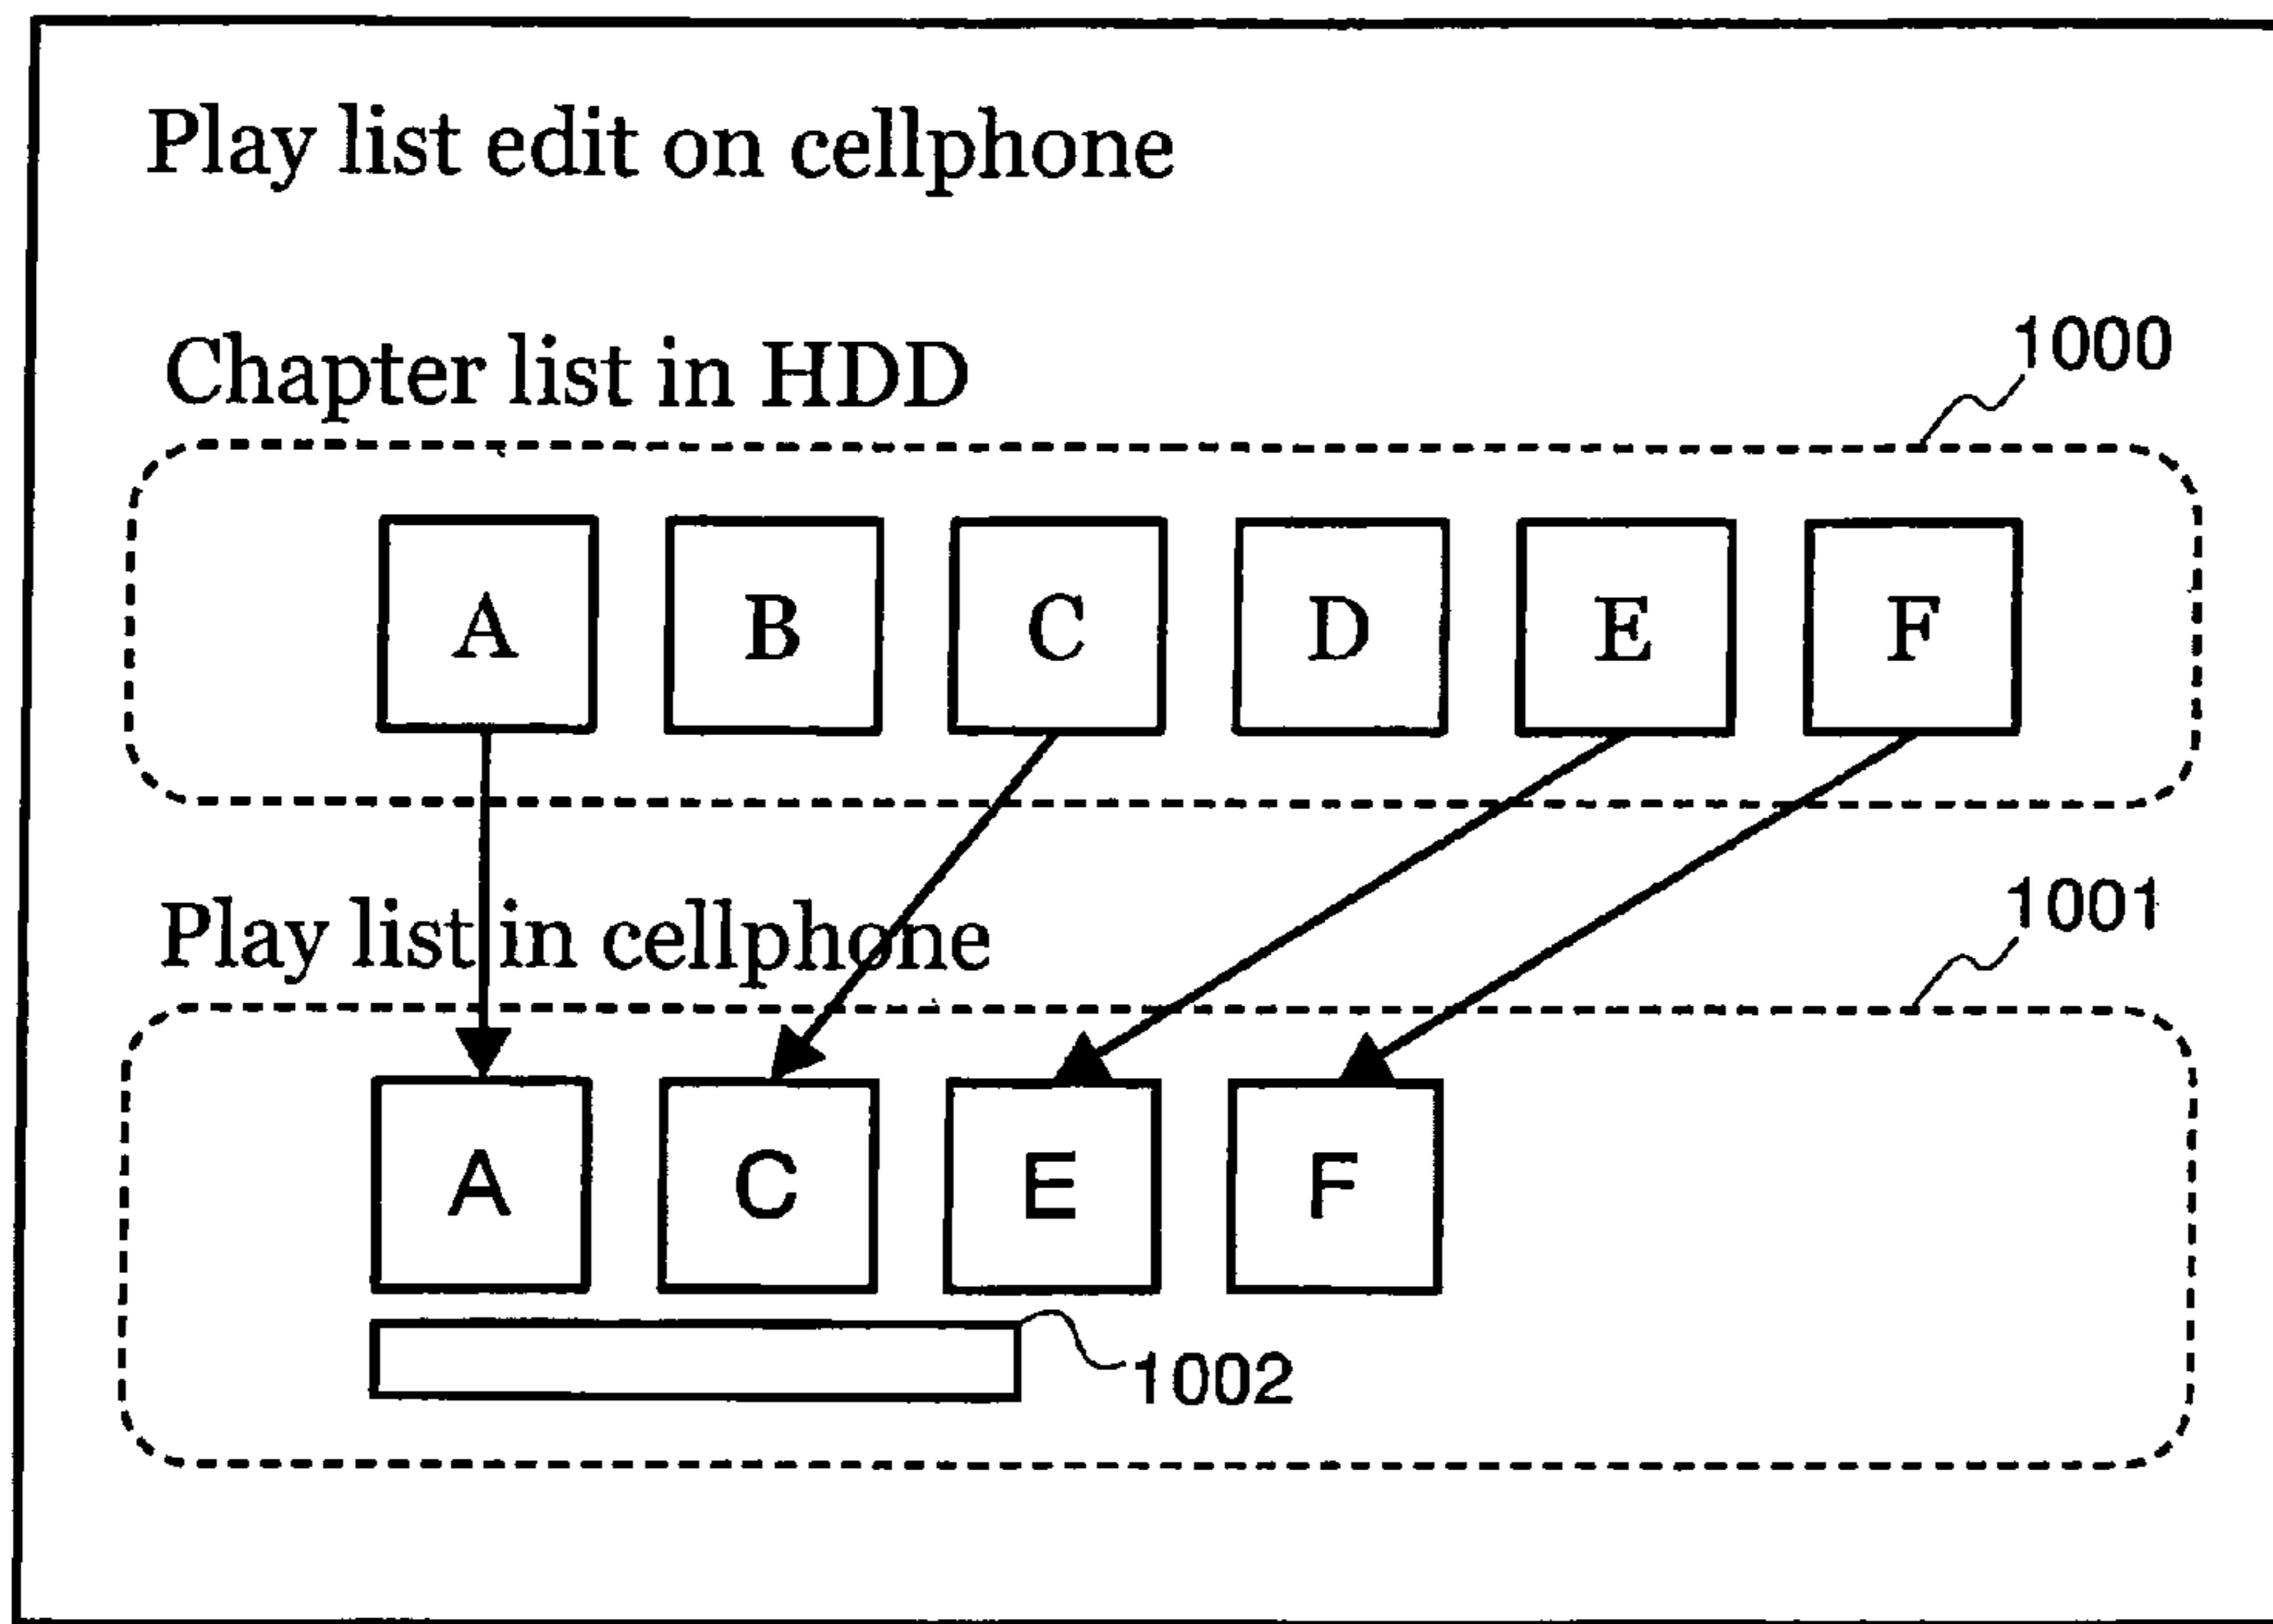 Play list edit on cellphone
Chapter list in HDD
1000
A B C D E F
Play list in cellphone
1001
A C E F
1002